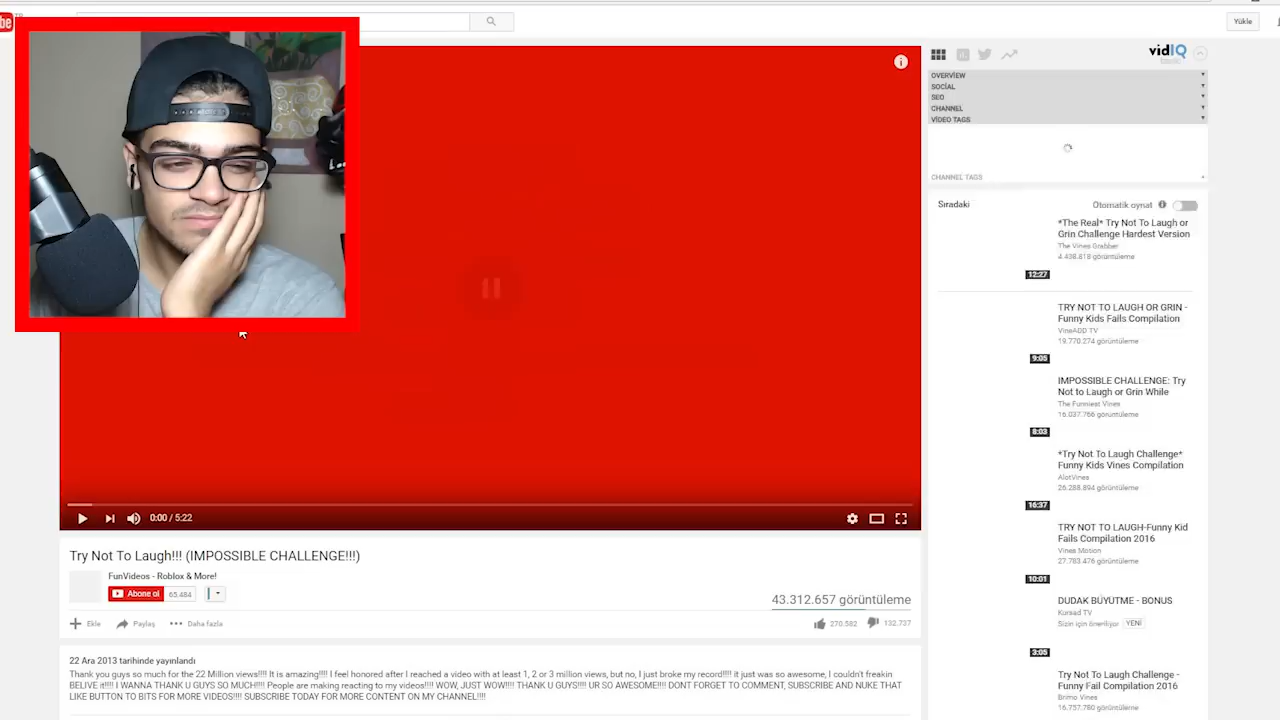 be
Yükle
vidIQ
OVERVIEW
SOCIAL
SEO
CHANNEL
VIDEO TAGS
CHANNEL TAGS
Sıradaki
Otomatik oynat
*The Real* Try Not To Laugh or
Grin Challenge Hardest Version
The Vines Grabber
4.438.818 görüntüleme
12:27
TRY NOT TO LAUGH OR GRIN -
Funny Kids Fails Compilation
VineADD TV
19.770.274 görüntüleme
9:05
IMPOSSIBLE CHALLENGE: Try
Not to Laugh or Grin While
The Funniest Vines
16.037.766 görüntüleme
8:03
*Try Not To Laugh Challenge*
Funny Kids Vines Compilation
AlotVines
26.288.894 görüntüleme
16:37
TRY NOT TO LAUGH-Funny Kid
Fails Compilation 2016
Vines Motion
27.783.476 görüntüleme
10:01
DUDAK BÜYÜTME - BONUS
Kursad TV
Sizin için öneriliyor YENİ
3:05
Try Not To Laugh Challenge -
Funny Fail Compilation 2016
Brimo Vines
16.757.780 görüntüleme
0:00 / 5:22
Try Not To Laugh!!! (IMPOSSIBLE CHALLENGE!!!)
FunVideos - Roblox & More!
Abone ol 65.484
43.312.657 görüntüleme
Ekle Paylaş Daha fazla 270.582 132.737
22 Ara 2013 tarihinde yayınlandı
Thank you guys so much for the 22 Million views!!!! It is amazing!!!! I feel honored after I reached a video with at least 1, 2 or 3 million views, but no, I just broke my record!!!! it just was so awesome, I couldn't freakin
BELIVE it!!!! I WANNA THANK U GUYS SO MUCH!!!! People are making reacting to my videos!!!! WOW, JUST WOW!!!! THANK U GUYS!!!! UR SO AWESOME!!!! DONT FORGET TO COMMENT, SUBSCRIBE AND NUKE THAT
LIKE BUTTON TO BITS FOR MORE VIDEOS!!!! SUBSCRIBE TODAY FOR MORE CONTENT ON MY CHANNEL!!!!